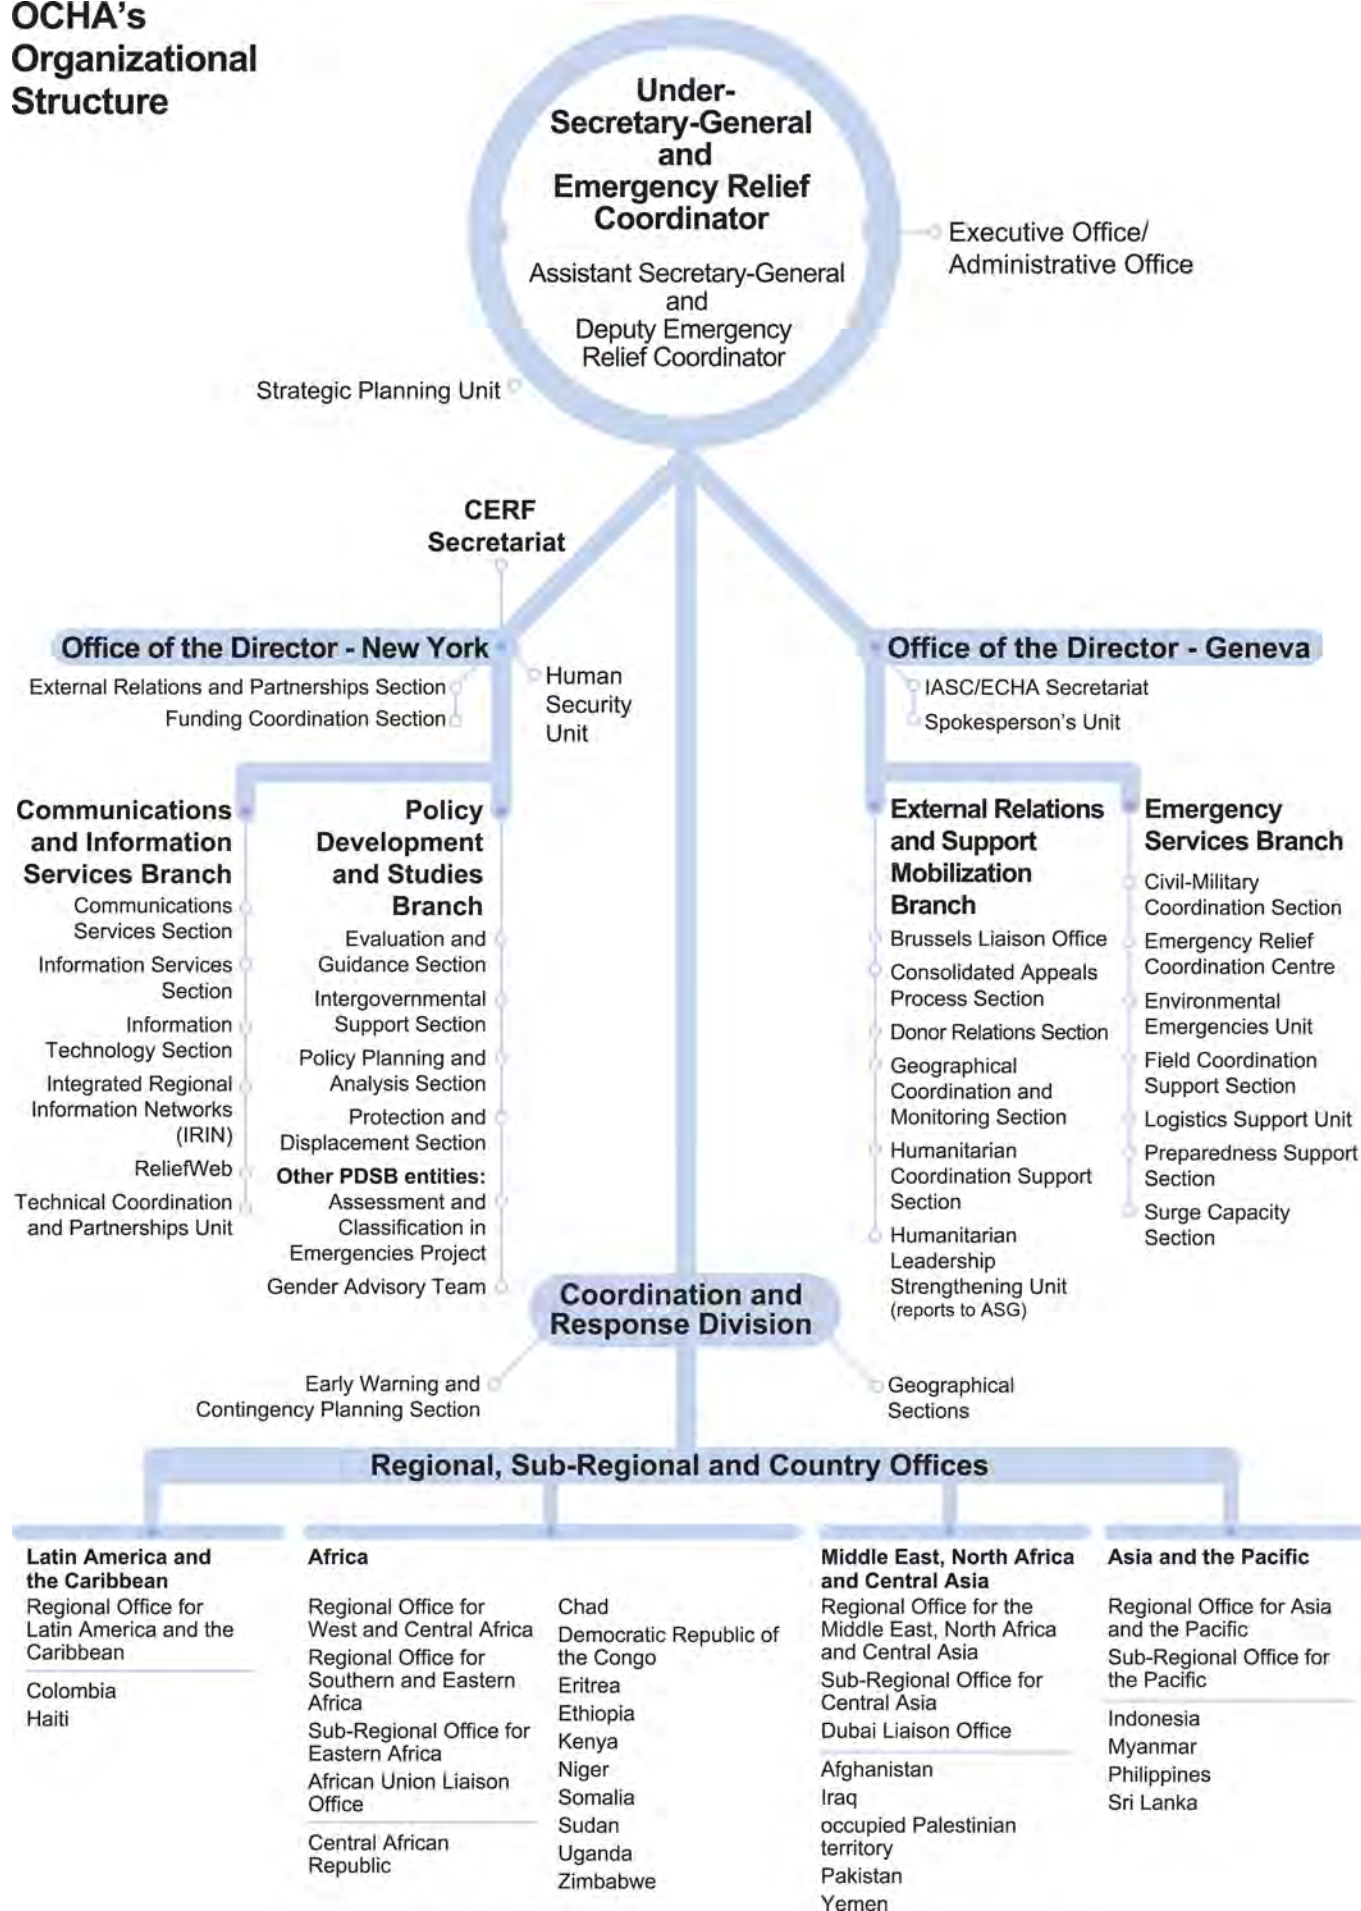 OCHA's
Organizational
Structure
Under-
Secretary-General
and
Emergency Relief
Coordinator
Assistant Secretary-General
and
Deputy Emergency
Relief Coordinator
Executive Office/
Administrative Office
Strategic Planning Unit
CERF
Secretariat
Office of the Director - New York
External Relations and Partnerships Section
Funding Coordination Section
Human
Security
Unit
Office of the Director - Geneva
IASC/ECHA Secretariat
Spokesperson's Unit
Communications
and Information
Services Branch
Communications
Services Section
Information Services
Section
Information
Technology Section
Integrated Regional
Information Networks
(IRIN)
ReliefWeb
Technical Coordination
and Partnerships Unit
Policy
Development
and Studies
Branch
Evaluation and
Guidance Section
Intergovernmental
Support Section
Policy Planning and
Analysis Section
Protection and
Displacement Section
Other PDSB entities:
Assessment and
Classification in
Emergencies Project
Gender Advisory Team
External Relations
and Support
Mobilization
Branch
Brussels Liaison Office
Consolidated Appeals
Process Section
Donor Relations Section
Geographical
Coordination and
Monitoring Section
Humanitarian
Coordination Support
Section
Humanitarian
Leadership
Strengthening Unit
(reports to ASG)
Emergency
Services Branch
Civil-Military
Coordination Section
Emergency Relief
Coordination Centre
Environmental
Emergencies Unit
Field Coordination
Support Section
Logistics Support Unit
Preparedness Support
Section
Surge Capacity
Section
Coordination and
Response Division
Early Warning and
Contingency Planning Section
Geographical
Sections
Regional, Sub-Regional and Country Offices
Latin America and
the Caribbean
Regional Office for
Latin America and the
Caribbean
Colombia
Haiti
Africa
Regional Office for
West and Central Africa
Regional Office for
Southern and Eastern
Africa
Sub-Regional Office for
Eastern Africa
African Union Liaison
Office
Central African
Republic
Chad
Democratic Republic of
the Congo
Eritrea
Ethiopia
Kenya
Niger
Somalia
Sudan
Uganda
Zimbabwe
Middle East, North Africa
and Central Asia
Regional Office for the
Middle East, North Africa
and Central Asia
Sub-Regional Office for
Central Asia
Dubai Liaison Office
Afghanistan
Iraq
occupied Palestinian
territory
Pakistan
Yemen
Asia and the Pacific
Regional Office for Asia
and the Pacific
Sub-Regional Office for
the Pacific
Indonesia
Myanmar
Philippines
Sri Lanka